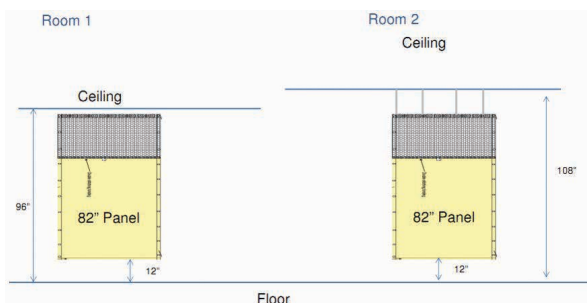 Room 1
Room 2
Ceiling
Ceiling
96"
108"
82" Panel
82" Panel
12"
12"
Floor